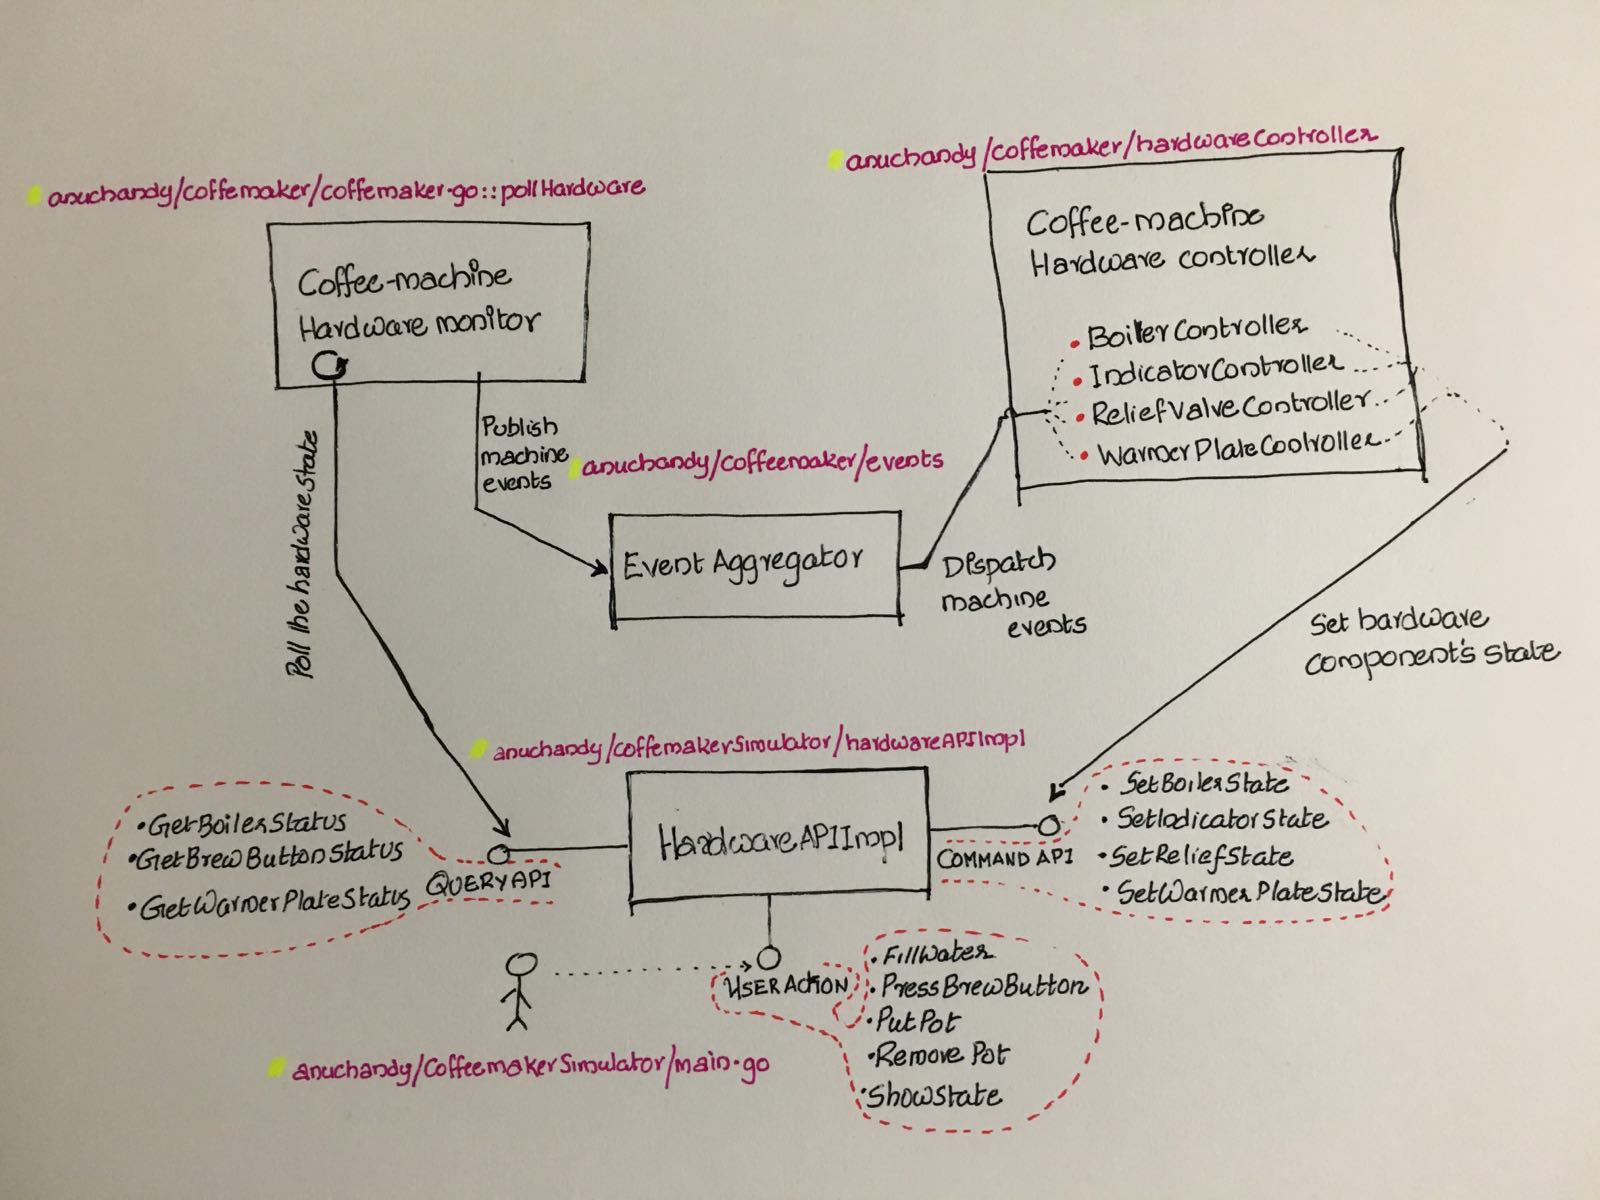 anuchandy/coffemaker/hardwareController
anuchandy/coffemaker/coffemaker.go::pollHardware
Coffee-machine
Hardware controller
• BoilerController
• IndicatorController
• ReliefValveController
• WarmerPlateController
Coffee-machine
Hardware monitor
Publish
machine
events
Poll the hardware state
anuchandy/coffeemaker/events
Event Aggregator
Dispatch
machine
events
Set hardware
component's state
anuchandy/coffemakerSimulator/hardwareAPIImpl
HardwareAPIImpl
• GetBoilerStatus
• GetBrewButtonStatus
• GetWarmerPlateStatus
QUERY API
COMMAND API
• SetBoilerState
• SetIndicatorState
• SetReliefState
• SetWarmerPlateState
USER ACTION
• FillWater
• PressBrewButton
• PutPot
• Remove Pot
• ShowState
anuchandy/CoffeemakerSimulator/main.go